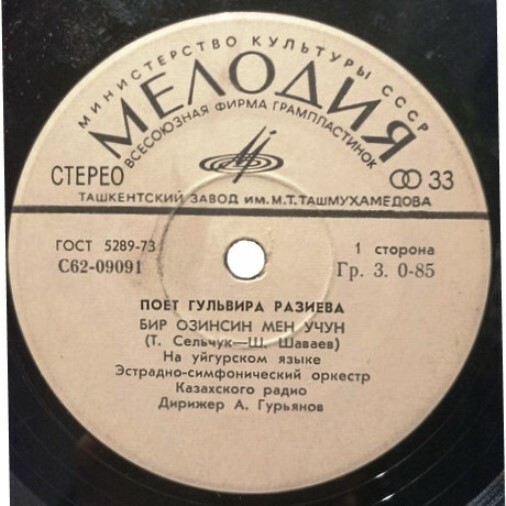 МИНИСТЕРСТВО КУЛЬТУРЫ СССР
МЕЛОДИЯ
ВСЕСОЮЗНАЯ ФИРМА ГРАМПЛАСТИНОК
СТЕРЕО
33
ТАШКЕНТСКИЙ ЗАВОД ИМ. М.Т. ТАШМУХАМЕДОВА
ГОСТ 5289-73
1 сторона
С62-09091
Гр. 3. 0-85
ПОЕТ ГУЛЬВИРА РАЗИЕВА
БИР ОЗИНСИН МЕН УЧУН
(Т. Сельчук—Ш. Шаваев)
На уйгурском языке
Эстрадно-симфонический оркестр
Казахского радио
Дирижер А. Гурьянов